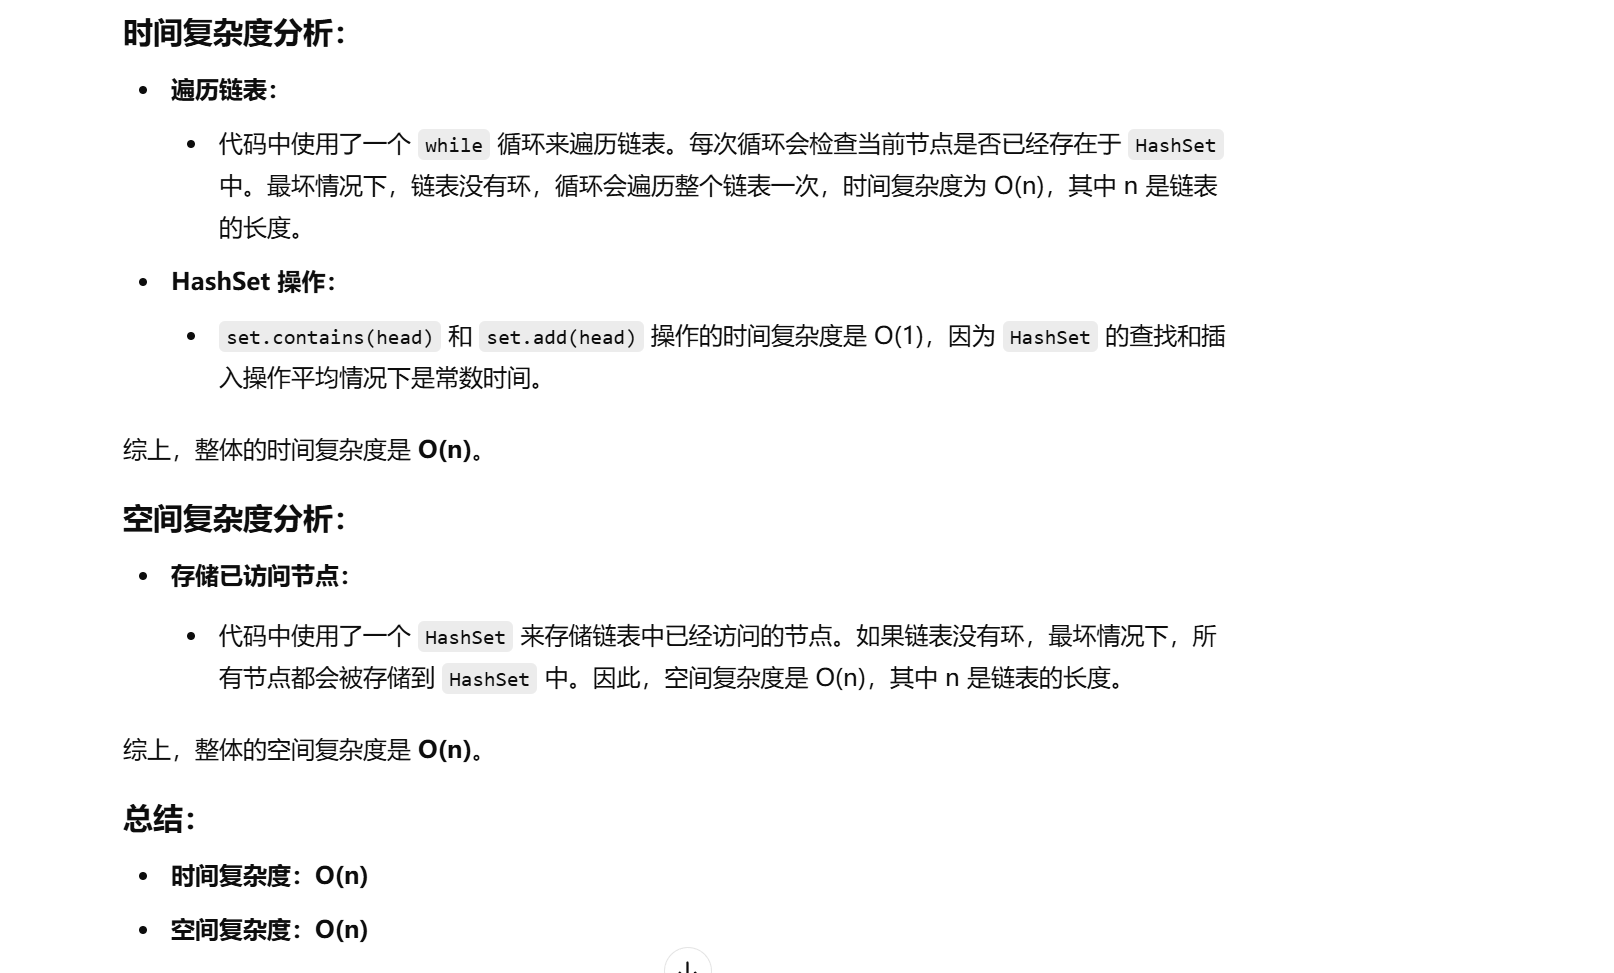 时间复杂度分析：
• 遍历链表：
• 代码中使用了一个 while 循环来遍历链表。每次循环会检查当前节点是否已经存在于 HashSet
中。最坏情况下，链表没有环，循环会遍历整个链表一次，时间复杂度为 O(n)，其中 n 是链表
的长度。
• HashSet 操作：
• set.contains(head) 和 set.add(head) 操作的时间复杂度是 O(1)，因为 HashSet 的查找和插
入操作平均情况下是常数时间。
综上，整体的时间复杂度是 O(n)。
空间复杂度分析：
• 存储已访问节点：
• 代码中使用了一个 HashSet 来存储链表中已经访问的节点。如果链表没有环，最坏情况下，所
有节点都会被存储到 HashSet 中。因此，空间复杂度是 O(n)，其中 n 是链表的长度。
综上，整体的空间复杂度是 O(n)。
总结：
• 时间复杂度：O(n)
• 空间复杂度：O(n)